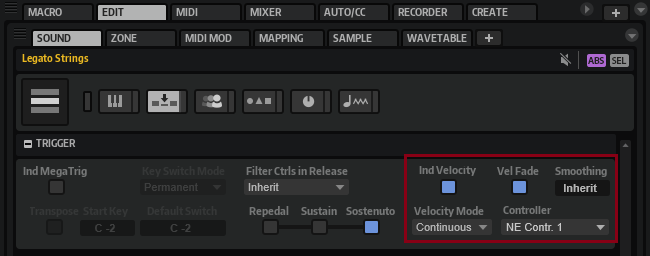 MACRO EDIT MIDI MIXER AUTO/CC RECORDER CREATE +
SOUND ZONE MIDI MOD MAPPING SAMPLE WAVETABLE +
Legato Strings ABS SEL
TRIGGER
Ind MegaTrig Key Switch Mode Filter Ctrls in Release Ind Velocity Vel Fade Smoothing
Permanent Inherit Inherit
Transpose Start Key Default Switch Repedal Sustain Sostenuto Velocity Mode Controller
C -2 C -2 Continuous NE Contr. 1